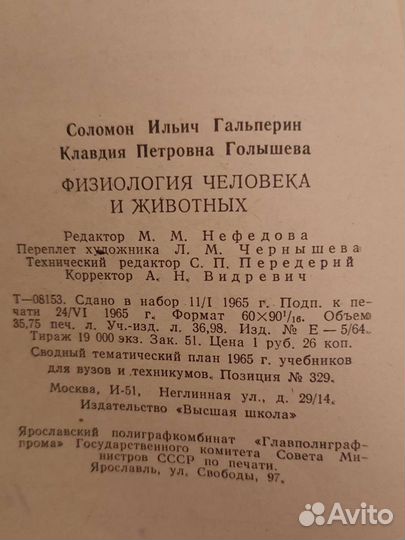 Соломон Ильич Гальперин
Клавдия Петровна Голышева
ФИЗИОЛОГИЯ ЧЕЛОВЕКА
И ЖИВОТНЫХ
Редактор М. М. Нефедова
Переплет художника Л. М. Чернышева
Технический редактор С. П. Передерий
Корректор А. Н. Видревич
Т—08153. Сдано в набор 11/I 1965 г. Подп. к пе-
чати 24/VI 1965 г. Формат 60×90¹/₁₆. Объем
35,75 печ. л. Уч.-изд. л. 36,98. Изд. № Е — 5/64.
Тираж 19 000 экз. Зак. 51. Цена 1 руб. 26 коп.
Сводный тематический план 1965 г. учебников
для вузов и техникумов. Позиция № 329.
Москва, И-51, Неглинная ул., д. 29/14.
Издательство «Высшая школа»
Ярославский полиграфкомбинат «Главполиграф-
прома» Государственного комитета Совета Ми-
нистров СССР по печати.
Ярославль, ул. Свободы, 97.
Avito